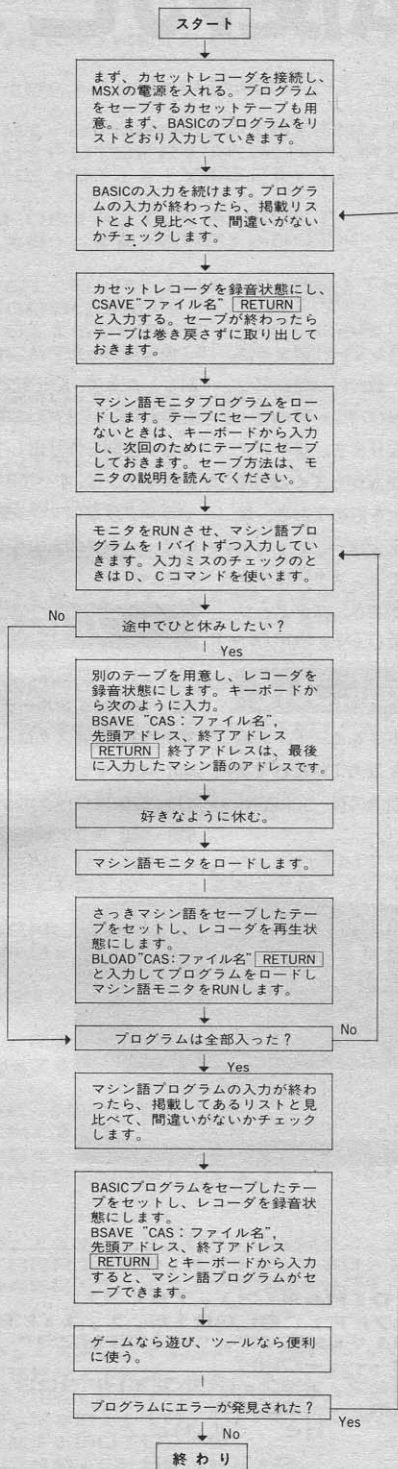 スタート
まず、カセットレコーダを接続し、
MSXの電源を入れる。プログラム
をセーブするカセットテープも用
意。まず、BASICのプログラムをリ
ストどおり入力していきます。
BASICの入力を続けます。プログラ
ムの入力が終わったら、掲載リス
トとよく見比べて、間違いがない
かチェックします。
カセットレコーダを録音状態にし、
CSAVE"ファイル名" RETURN
と入力する。セーブが終わったら
テープは巻き戻さずに取り出して
おきます。
マシン語モニタプログラムをロー
ドします。テープにセーブしてい
ないときは、キーボードから入力
し、次回のためにテープにセーブ
しておきます。セーブ方法は、モ
ニタの説明を読んでください。
モニタをRUNさせ、マシン語プロ
グラムを1バイトずつ入力してい
きます。入力ミスのチェックのと
きはD、Cコマンドを使います。
No
途中でひと休みしたい?
Yes
別のテープを用意し、レコーダを
録音状態にします。キーボードか
ら次のように入力。
BSAVE "CAS:ファイル名",
先頭アドレス、終了アドレス
RETURN 終了アドレスは、最後
に入力したマシン語のアドレスです。
好きなように休む。
マシン語モニタをロードします。
さっきマシン語をセーブしたテー
プをセットし、レコーダを再生状
態にします。
BLOAD"CAS:ファイル名" RETURN
と入力してプログラムをロードし
マシン語モニタをRUNします。
プログラムは全部入った?
No
Yes
マシン語プログラムの入力が終わ
ったら、掲載してあるリストと見
比べて、間違いがないかチェック
します。
BASICプログラムをセーブしたテー
プをセットし、レコーダを録音状
態にします。
BSAVE "CAS:ファイル名",
先頭アドレス、終了アドレス
RETURN とキーボードから入力
すると、マシン語プログラムがセ
ーブできます。
ゲームなら遊び、ツールなら便利
に使う。
プログラムにエラーが発見された?
Yes
No
終わり